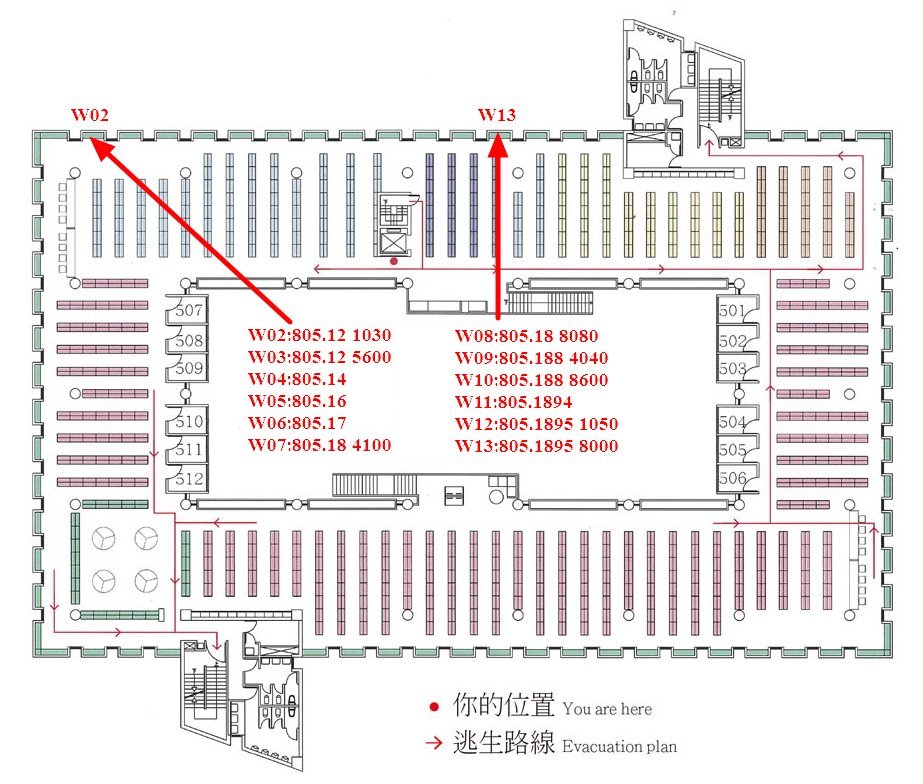 W02
W13
507
508
509
510
511
512
501
502
503
504
505
506
W02:805.12 1030
W03:805.12 5600
W04:805.14
W05:805.16
W06:805.17
W07:805.18 4100
W08:805.18 8080
W09:805.188 4040
W10:805.188 8600
W11:805.1894
W12:805.1895 1050
W13:805.1895 8000
你的位置 You are here
逃生路線 Evacuation plan